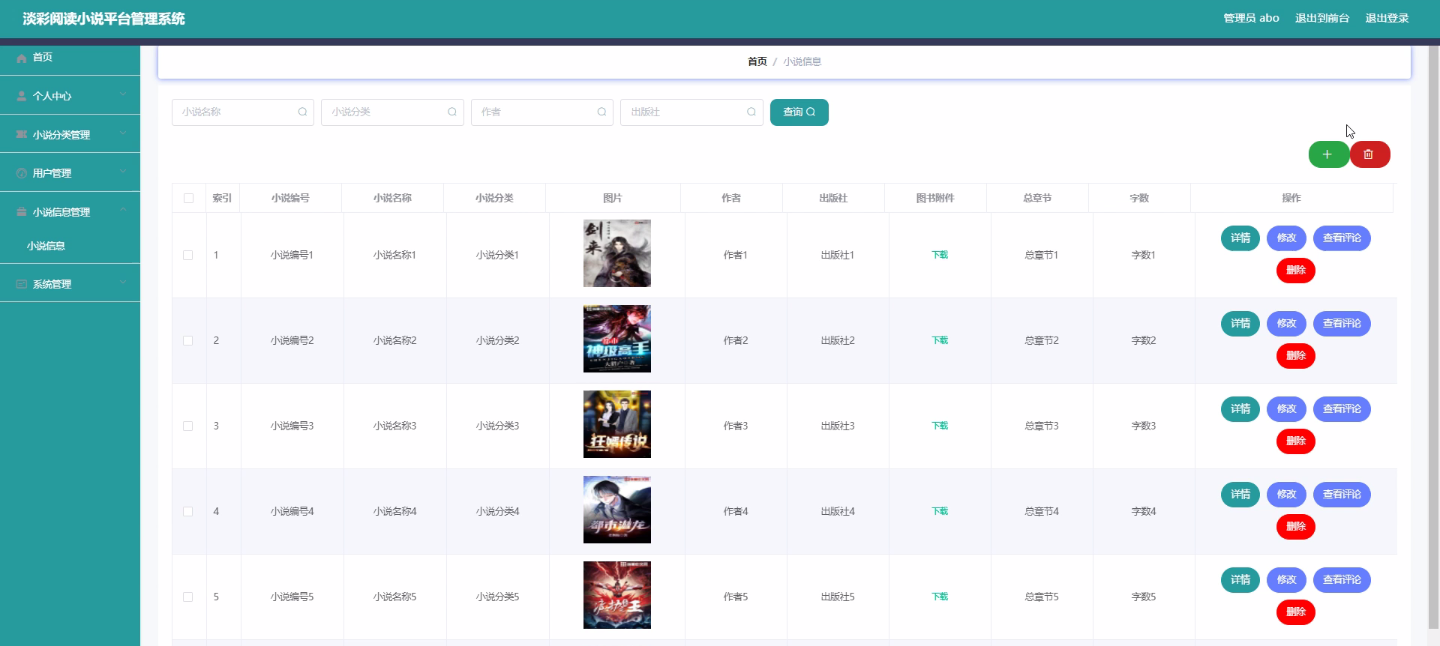 淡彩阅读小说平台管理系统
管理员 abo 退出到前台 退出登录
首页
个人中心
小说分类管理
用户管理
小说信息管理
小说信息
系统管理
首页 / 小说信息
小说名称 小说分类 作者 出版社 查询
索引 小说编号 小说名称 小说分类 图片 作者 出版社 图书附件 总章节 字数 操作
剑来
1 小说编号1 小说名称1 小说分类1 作者1 出版社1 下载 总章节1 字数1 详情 修改 查看评论
删除
2 小说编号2 小说名称2 小说分类2 作者2 出版社2 下载 总章节2 字数2 详情 修改 查看评论
删除
3 小说编号3 小说名称3 小说分类3 作者3 出版社3 下载 总章节3 字数3 详情 修改 查看评论
删除
4 小说编号4 小说名称4 小说分类4 作者4 出版社4 下载 总章节4 字数4 详情 修改 查看评论
都市潜龙
删除
5 小说编号5 小说名称5 小说分类5 作者5 出版社5 下载 总章节5 字数5 详情 修改 查看评论
删除